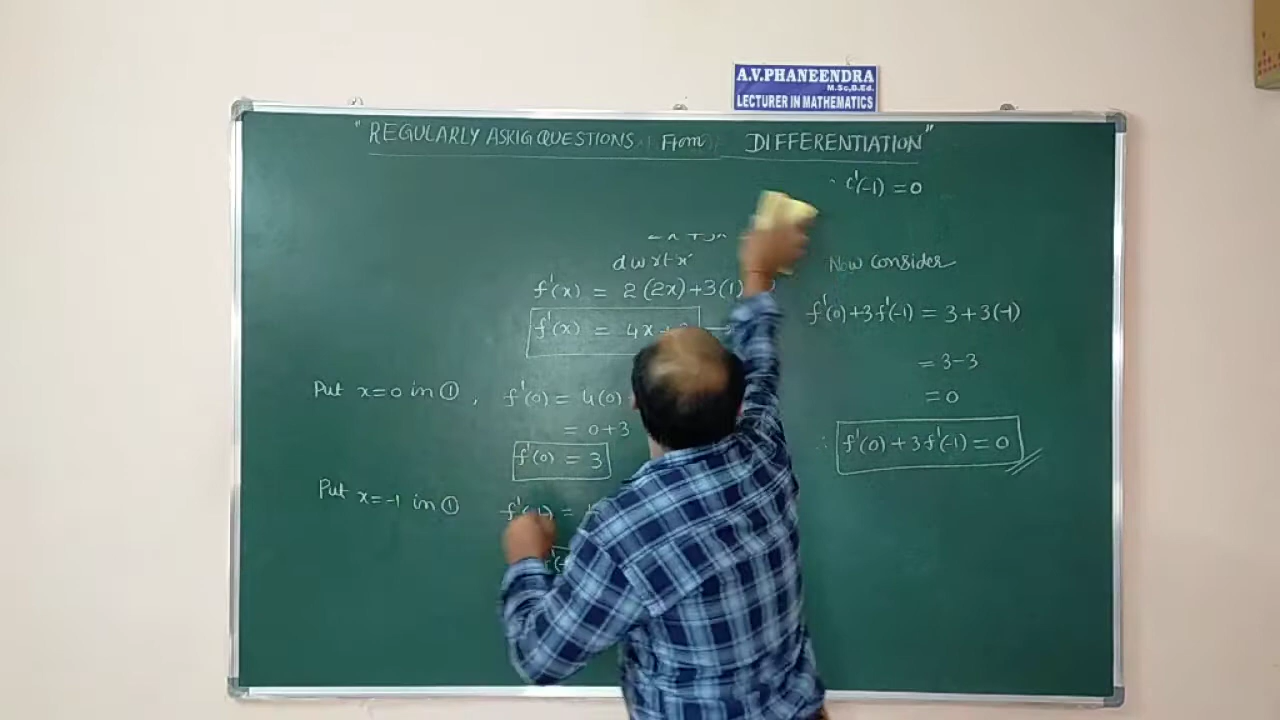 A.V.PHANEENDRA
M.Sc,B.Ed.
LECTURER IN MATHEMATICS
"REGULARLY ASKIG QUESTIONS From DIFFERENTIATION"
'(-1) = 0
d w r t x
f'(x) = 2(2x)+3(1)
f'(x) = 4x+
Put x=0 in ①, f'(0) = 4(0)
= 0+3
f'(0) = 3
Put x=-1 in ① f'(-1) =
Now Consider
f'(0)+3f'(-1) = 3+3(-1)
= 3-3
= 0
∴ f'(0)+3f'(-1) = 0